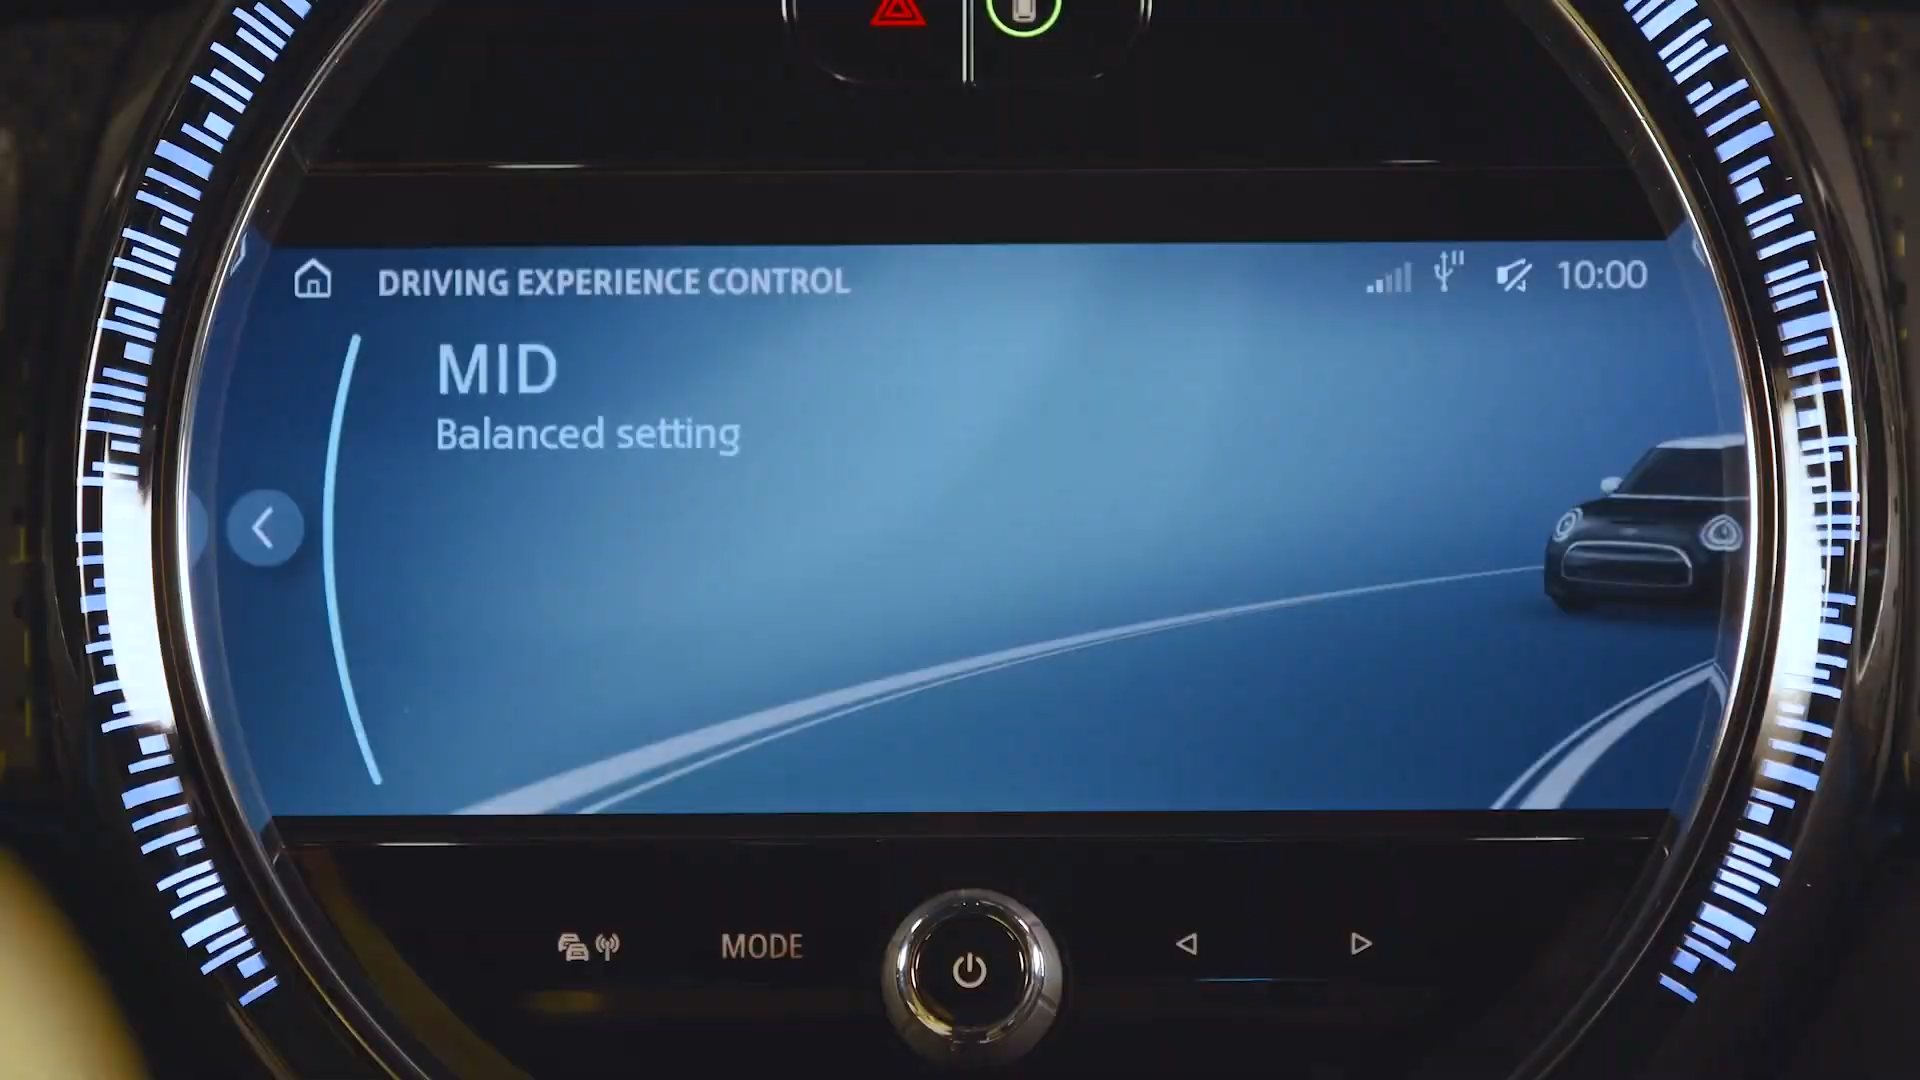 DRIVING EXPERIENCE CONTROL
10:00
MID
Balanced setting
MODE